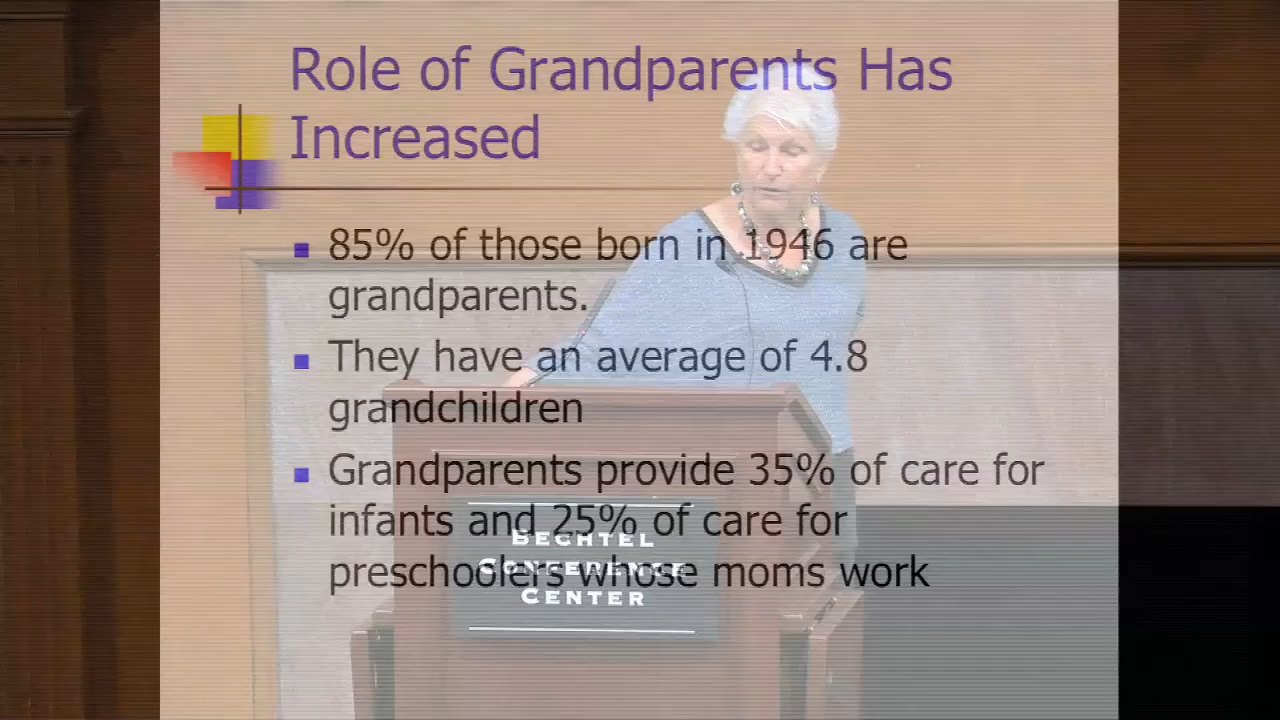 Role of Grandparents Has
Increased
85% of those born in 1946 are
grandparents.
They have an average of 4.8
grandchildren
Grandparents provide 35% of care for
infants and 25% of care for
preschoolers whose moms work
BECHTEL
CONFERENCE
CENTER